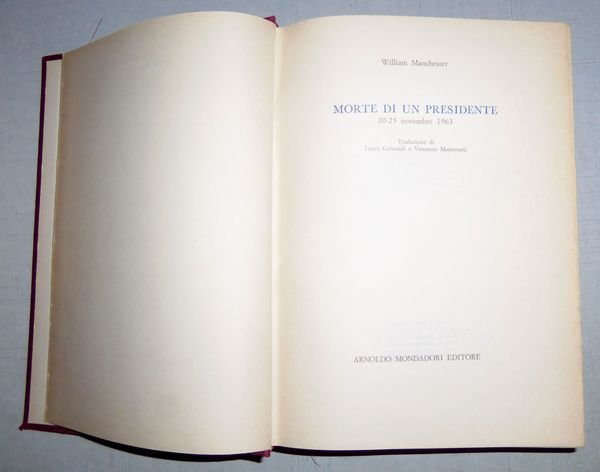 William Manchester
MORTE DI UN PRESIDENTE
20-25 novembre 1963
Traduzione di
Laura Grimaldi e Vincenzo Mantovani
ARNOLDO MONDADORI EDITORE